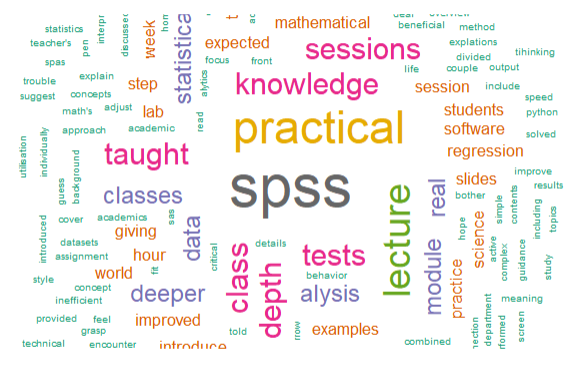 statistics
teacher's
pen
interpr
discussed
week
hon
statistica
t
ac
mathematical
beneficial
overview
method
explations
tihinking
expected
sessions
divided
spas
focus
front
life
couple
output
trouble
explain
step
alytics
knowledge
session
include
suggest
concepts
speed
math's
adjust
lab
students
python
approach
academic
read
practical
software
solved
utilisation
individually
background
guess
taught
regression
improve
results
classes
spss
lecture
real
slides
bother
simple
contents
including
topics
cover
academics
sas
introduced
giving
data
hope
science
active
complex
guidance
study
datasets
assignment
hour
critical
class
details
depth
tests
module
practice
world
fit
behavior
style
concept
deeper
alysis
meaning
inefficient
provided
feel
improved
told
rrow
examples
nection
department
rformed
screen
grasp
technical
encounter
introduce
combined